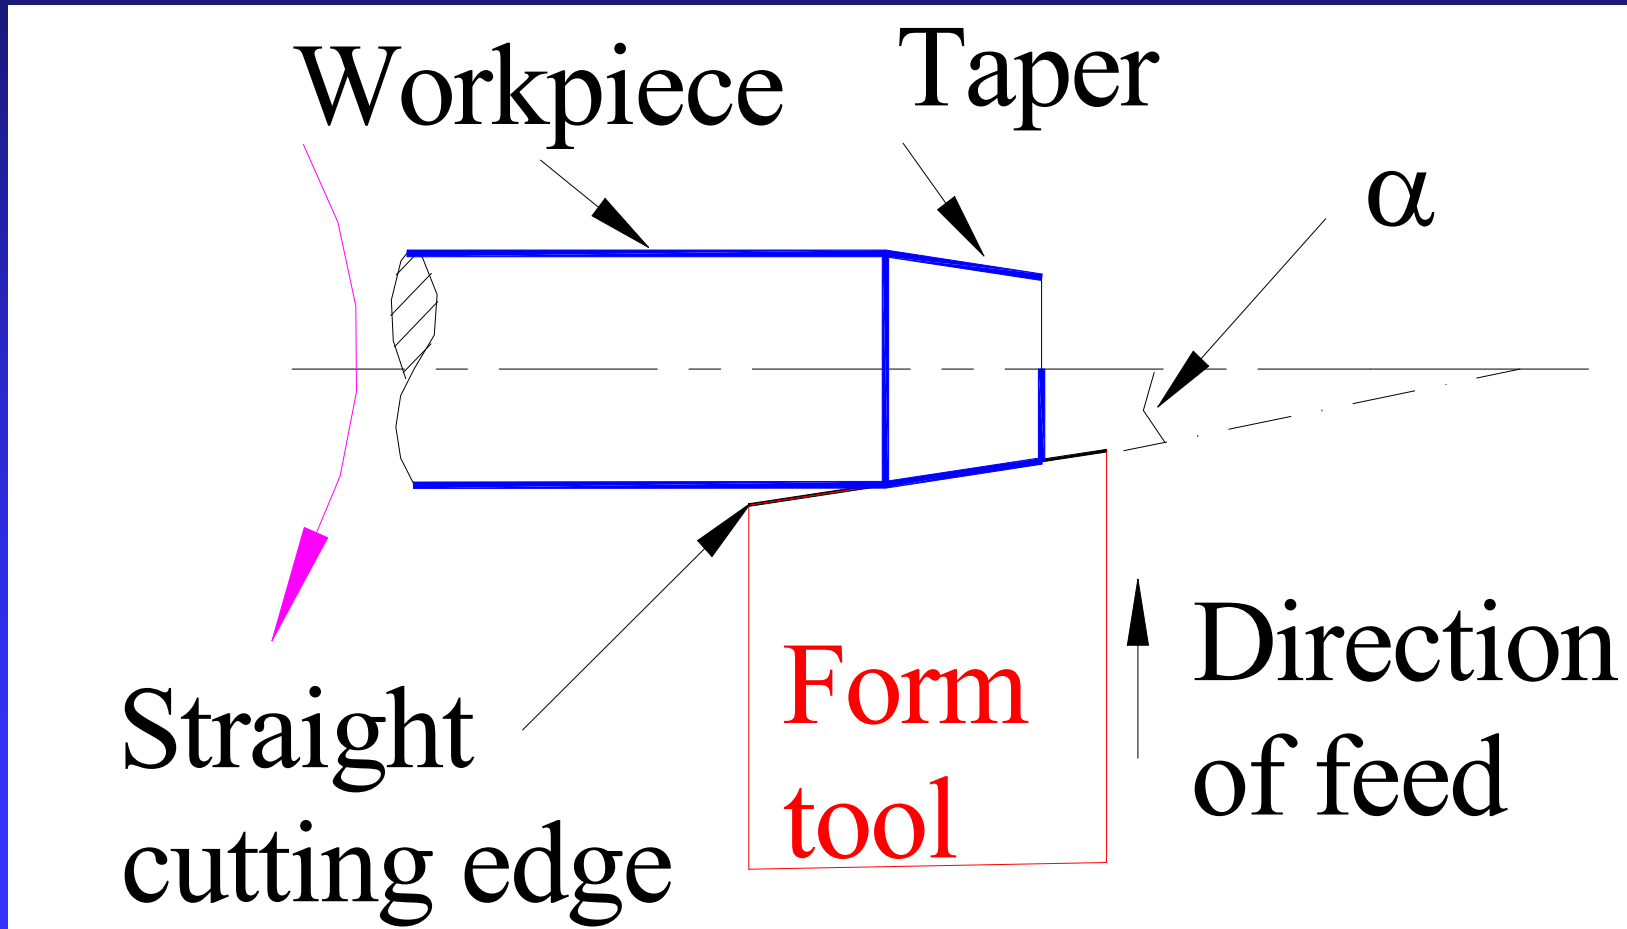 Workpiece
Taper
α
Straight
cutting edge
Form
tool
Direction
of feed